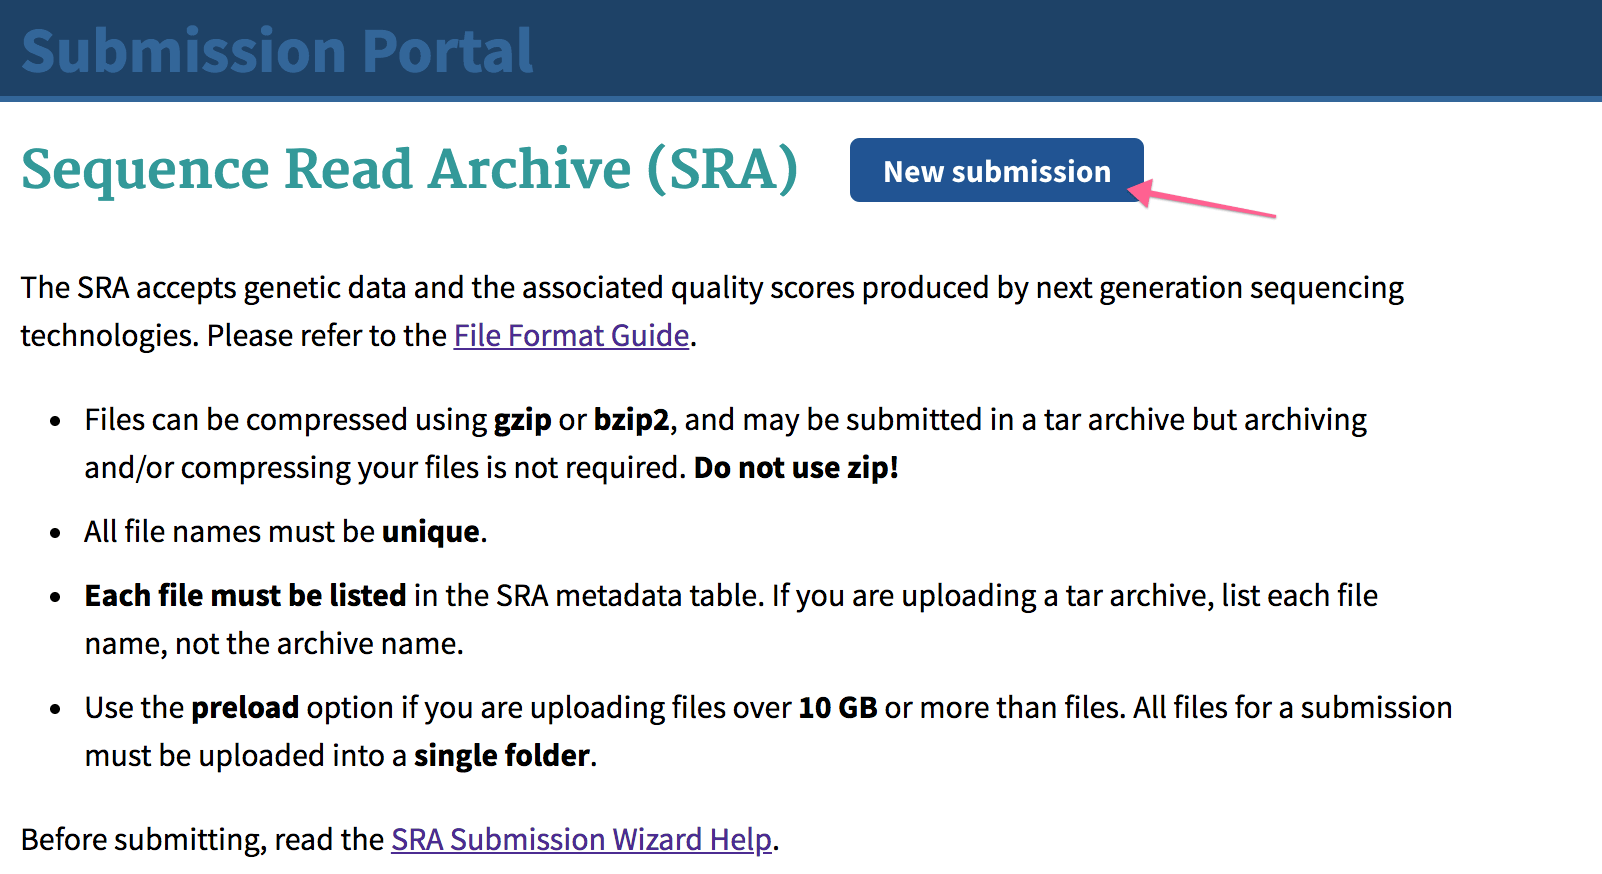 Submission Portal
Sequence Read Archive (SRA)
New submission
The SRA accepts genetic data and the associated quality scores produced by next generation sequencing
technologies. Please refer to the File Format Guide.
• Files can be compressed using gzip or bzip2, and may be submitted in a tar archive but archiving
and/or compressing your files is not required. Do not use zip!
• All file names must be unique.
• Each file must be listed in the SRA metadata table. If you are uploading a tar archive, list each file
name, not the archive name.
• Use the preload option if you are uploading files over 10 GB or more than files. All files for a submission
must be uploaded into a single folder.
Before submitting, read the SRA Submission Wizard Help.